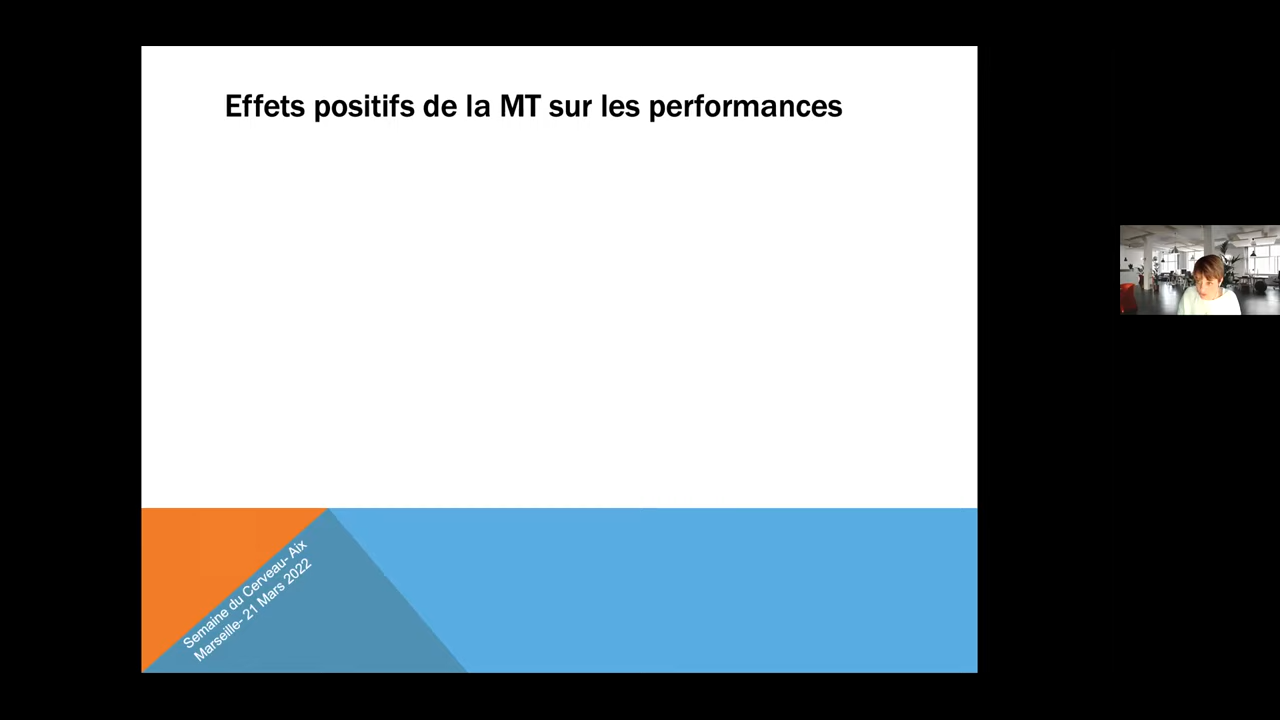 Effets positifs de la MT sur les performances
Semaine du Cerveau- Aix
Marseille- 21 Mars 2022